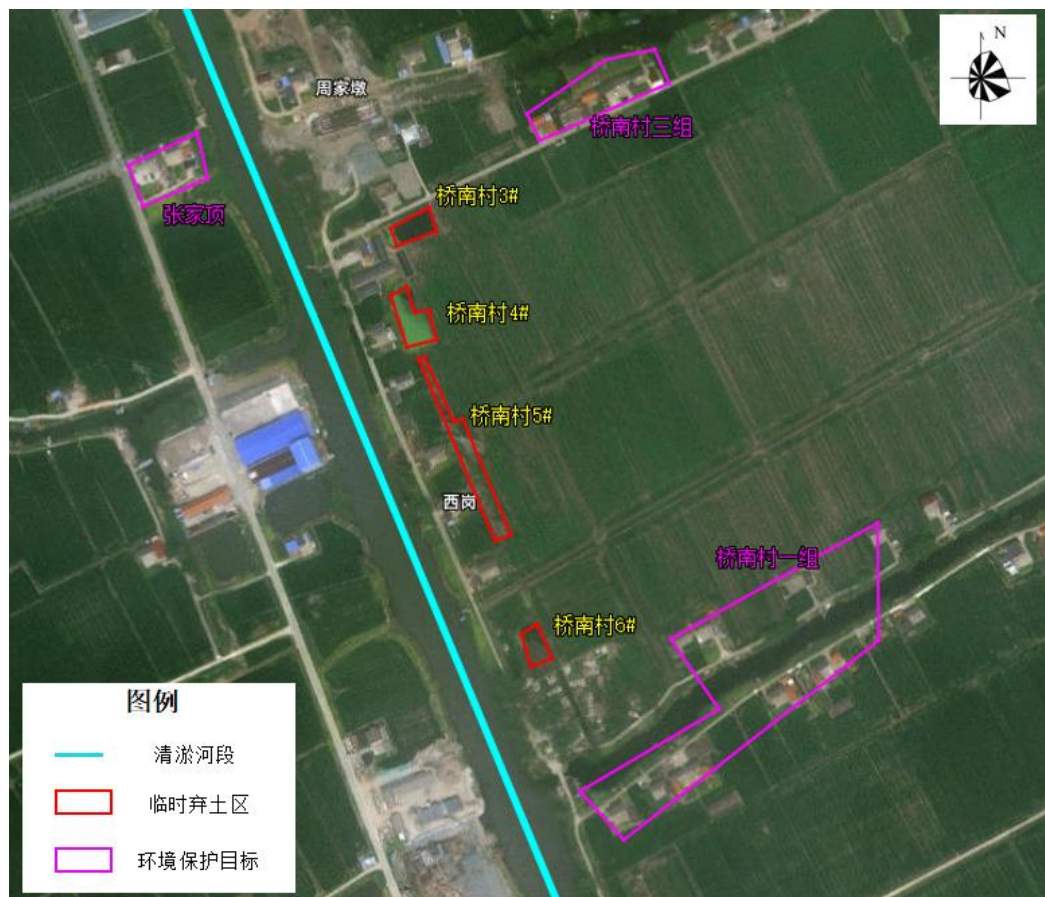 N
周家墩
桥南村三组
张家顶
桥南村3#
桥南村4#
桥南村5#
西岗
桥南村一组
桥南村6#
图例
清淤河段
临时弃土区
环境保护目标